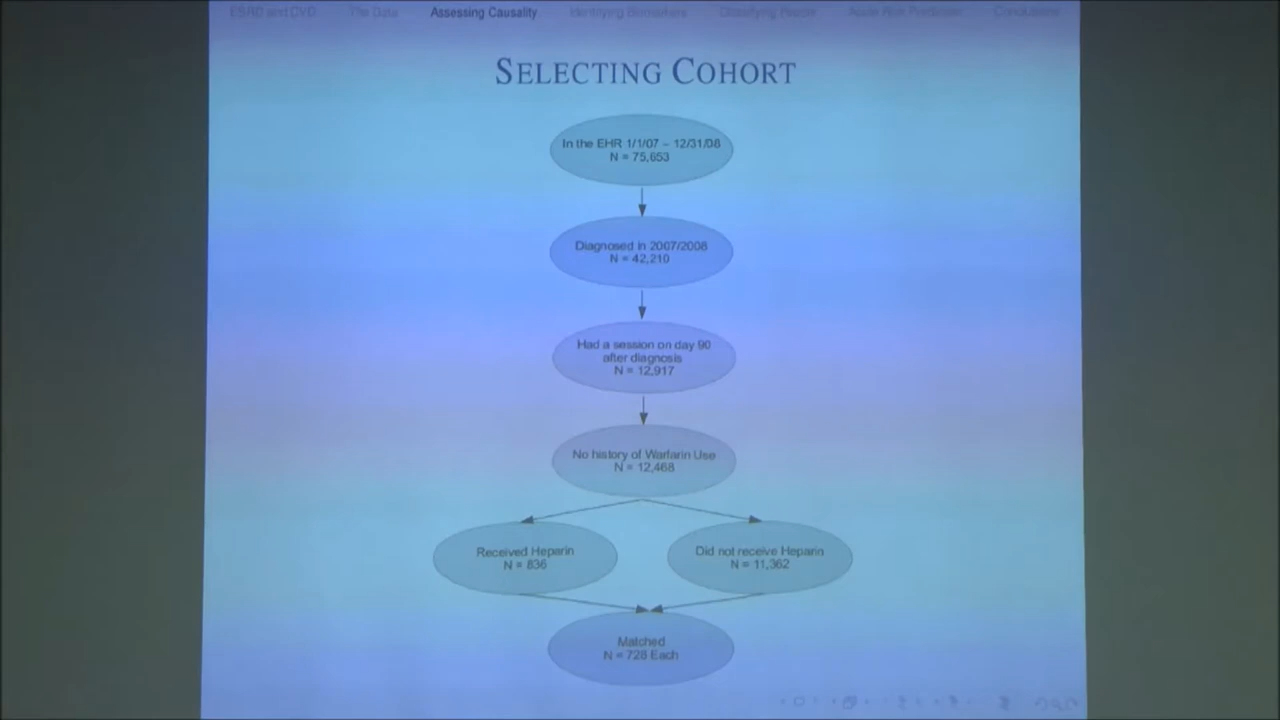 ESRD and CVD The Data Assessing Causality Identifying Biomarkers Classifying People Acute Risk Prediction Conclusions
SELECTING COHORT
In the EHR 1/1/07 – 12/31/08
N = 75,653
Diagnosed in 2007/2008
N = 42,210
Had a session on day 90
after diagnosis
N = 12,917
No history of Warfarin Use
N = 12,468
Received Heparin
N = 836
Did not receive Heparin
N = 11,362
Matched
N = 728 Each